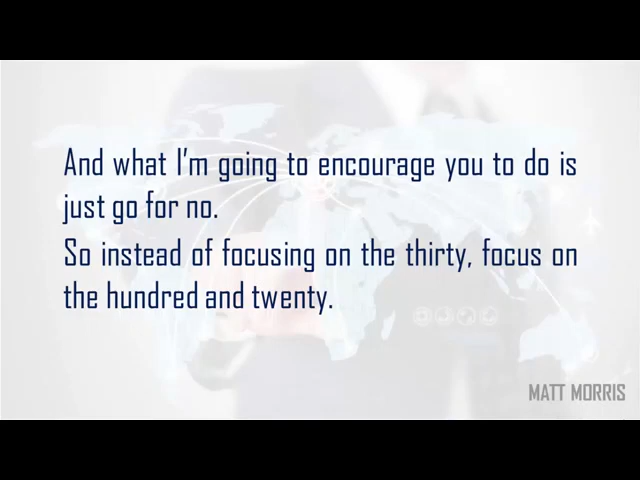 And what I'm going to encourage you to do is
just go for no.
So instead of focusing on the thirty, focus on
the hundred and twenty.
MATT MORRIS